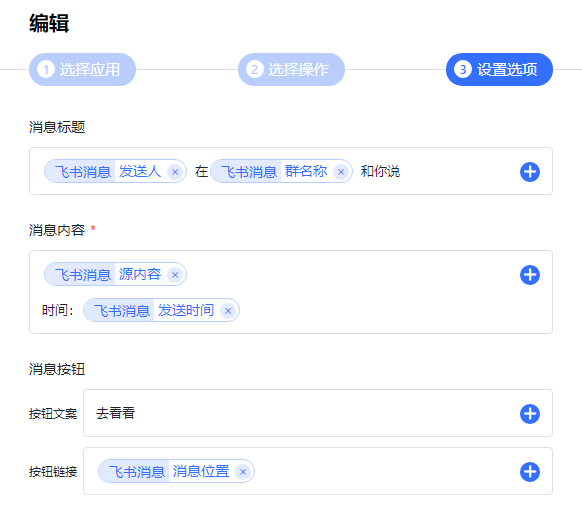 编辑
1 选择应用 2 选择操作 3 设置选项
消息标题
飞书消息 发送人 × 在 飞书消息 群名称 × 和你说
消息内容 *
飞书消息 源内容 ×
时间： 飞书消息 发送时间 ×
消息按钮
按钮文案 去看看
按钮链接 飞书消息 消息位置 ×